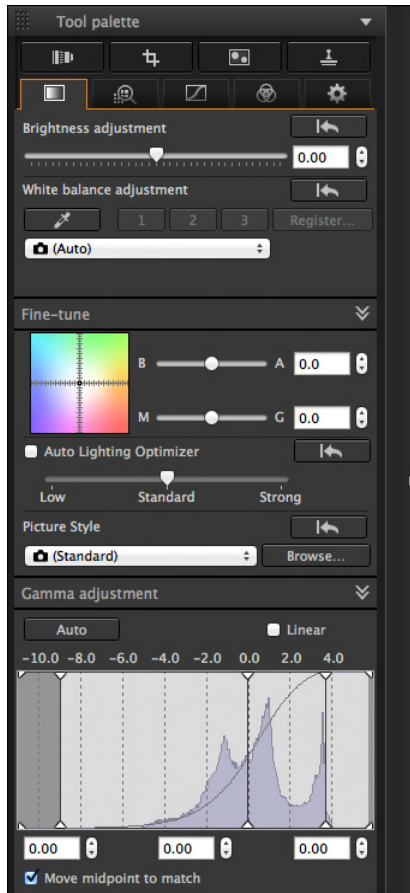 Tool palette
Brightness adjustment
0.00
White balance adjustment
1 2 3 Register...
(Auto)
Fine-tune
B A 0.0
M G 0.0
Auto Lighting Optimizer
Low Standard Strong
Picture Style
(Standard) Browse...
Gamma adjustment
Auto Linear
-10.0 -8.0 -6.0 -4.0 -2.0 0.0 2.0 4.0
0.00 0.00 0.00
Move midpoint to match